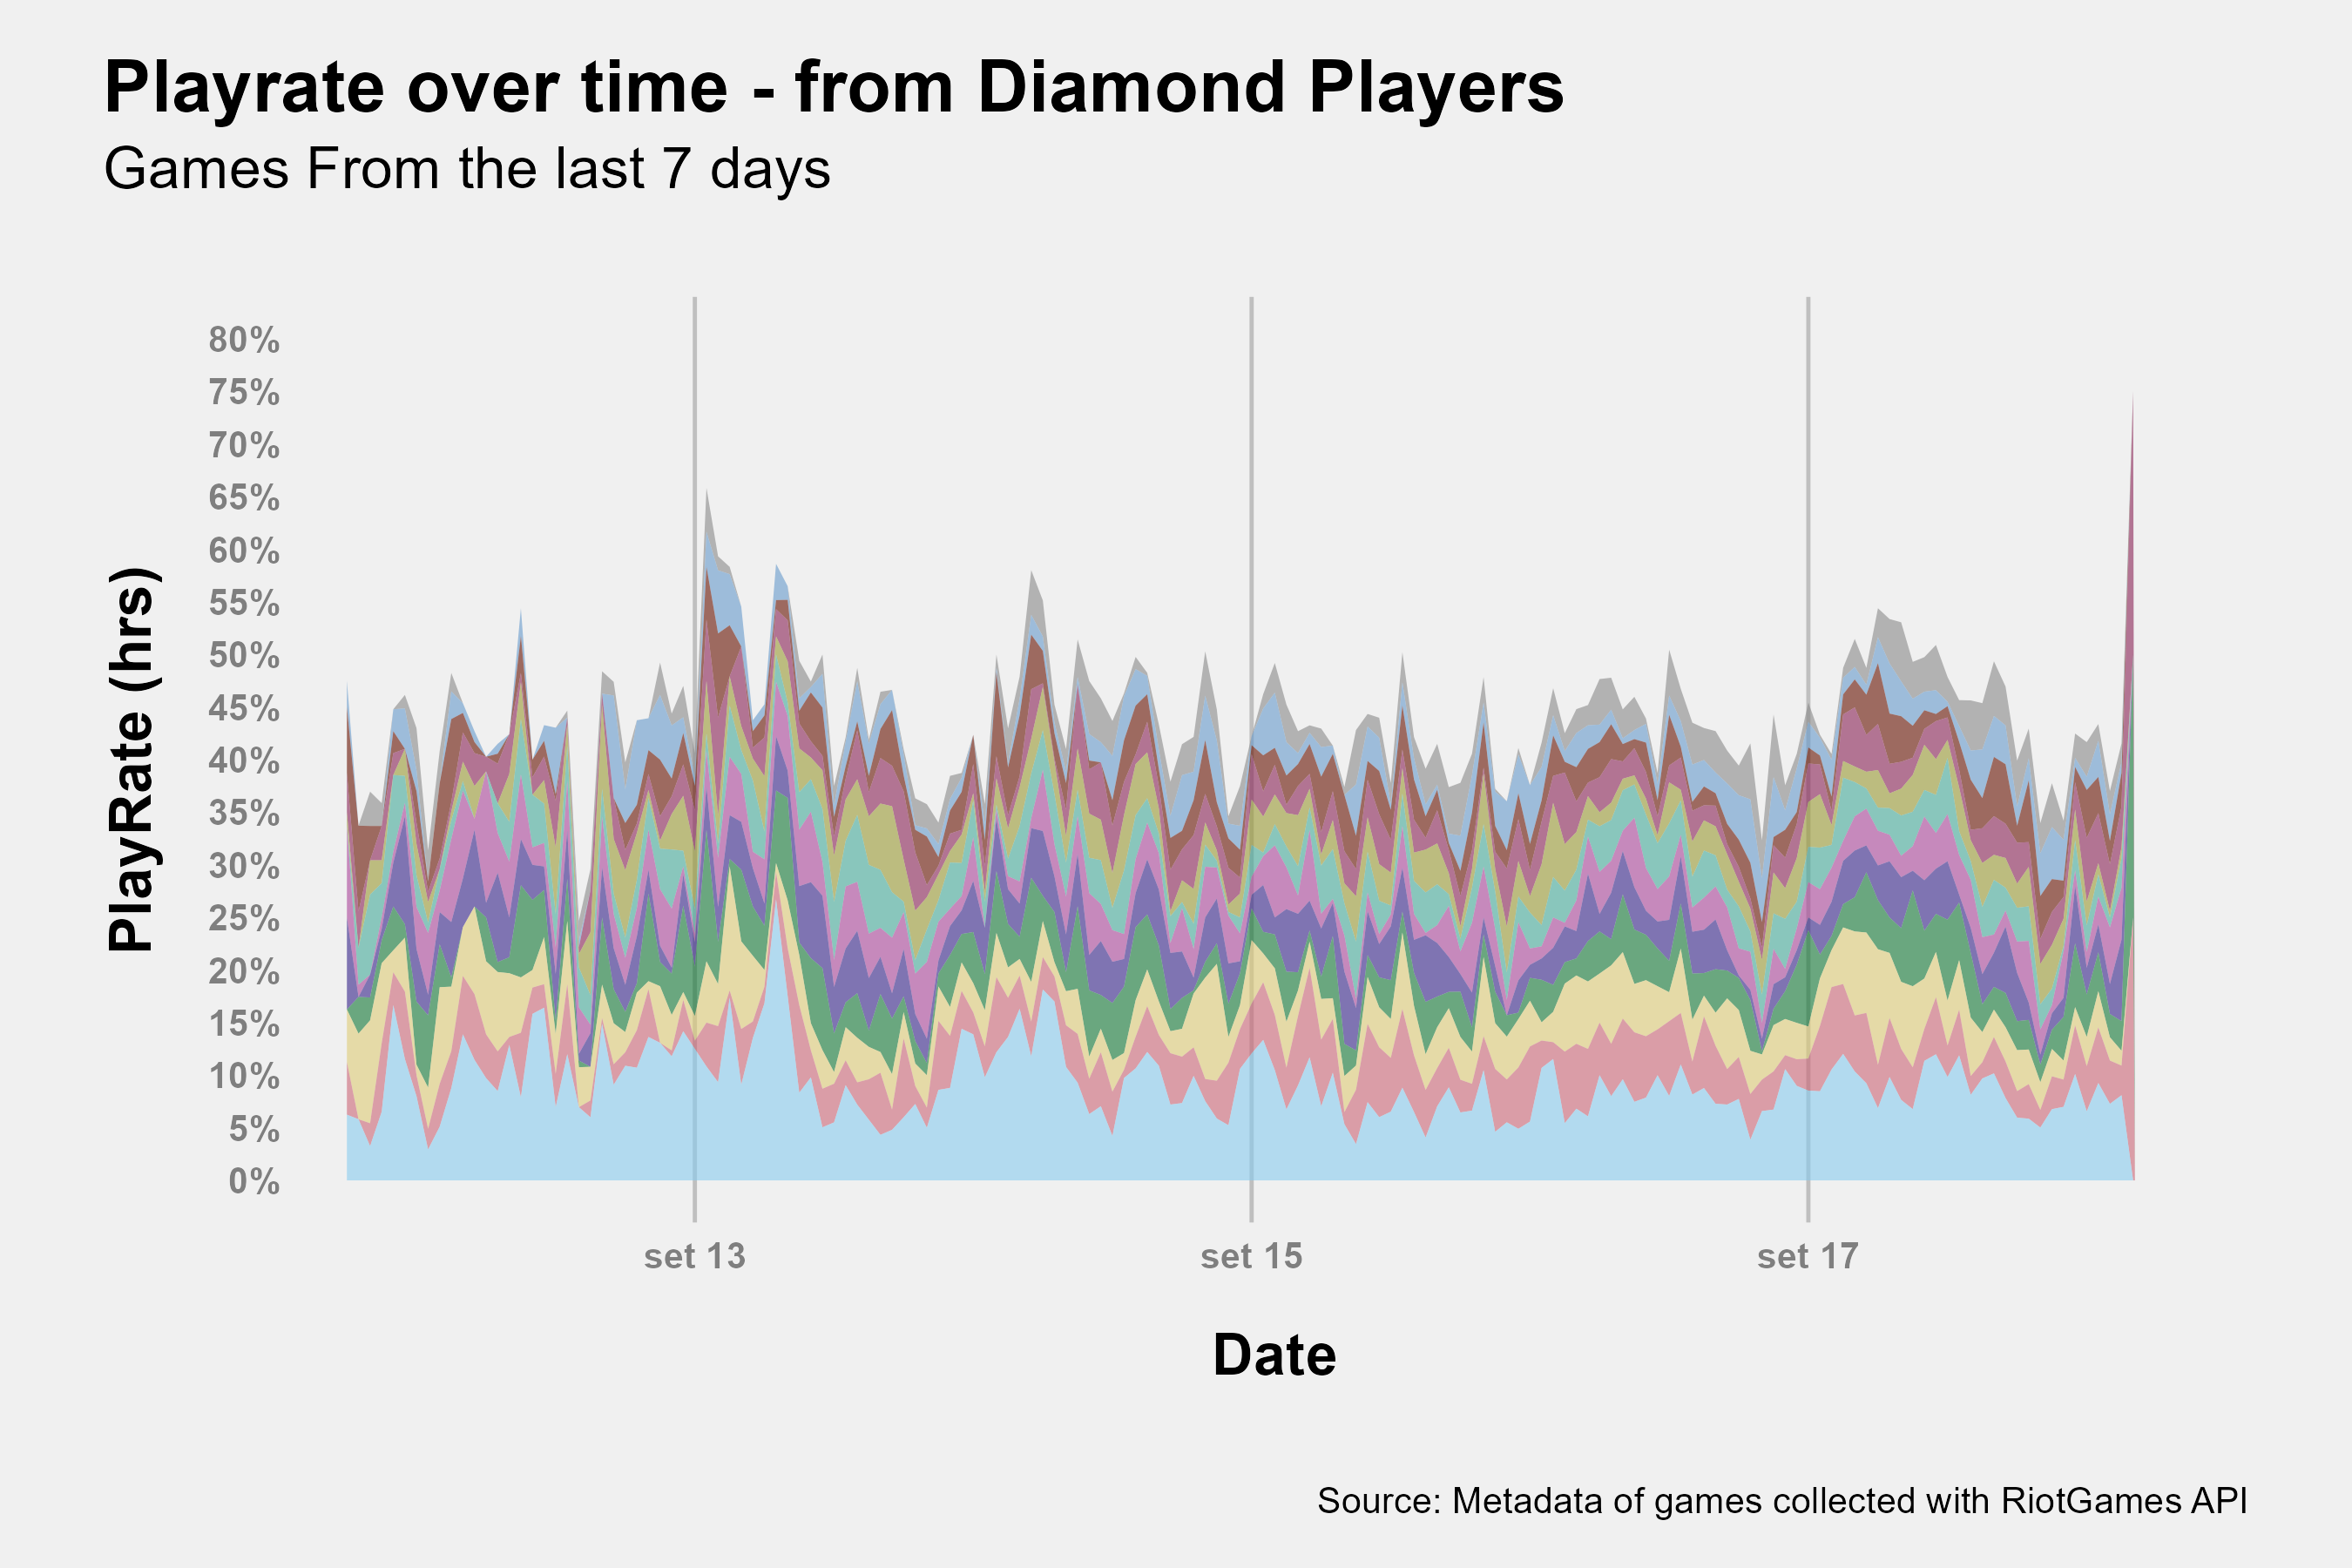 Playrate over time - from Diamond Players
Games From the last 7 days
PlayRate (hrs)
80%
75%
70%
65%
60%
55%
50%
45%
40%
35%
30%
25%
20%
15%
10%
5%
0%
set 13
set 15
set 17
Date
Source: Metadata of games collected with RiotGames API